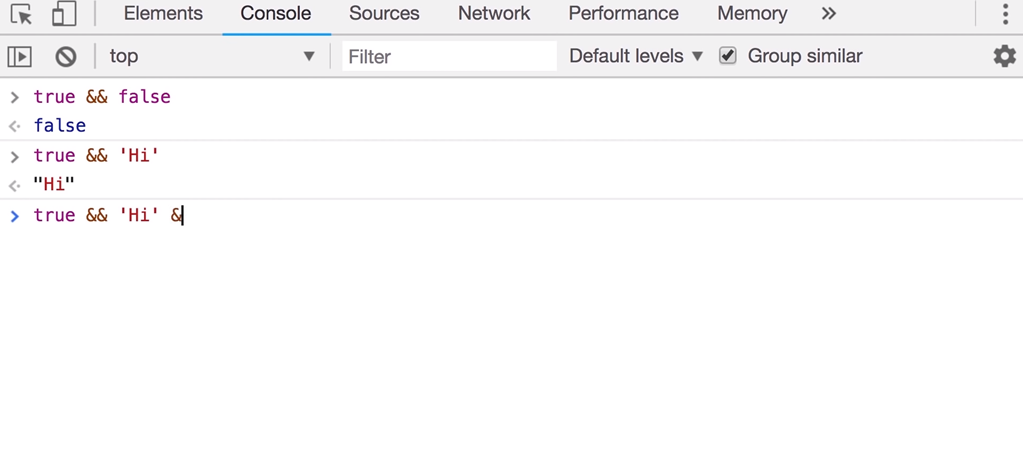 Elements Console Sources Network Performance Memory
top Filter Default levels Group similar
> true && false
false
> true && 'Hi'
"Hi"
> true && 'Hi' &